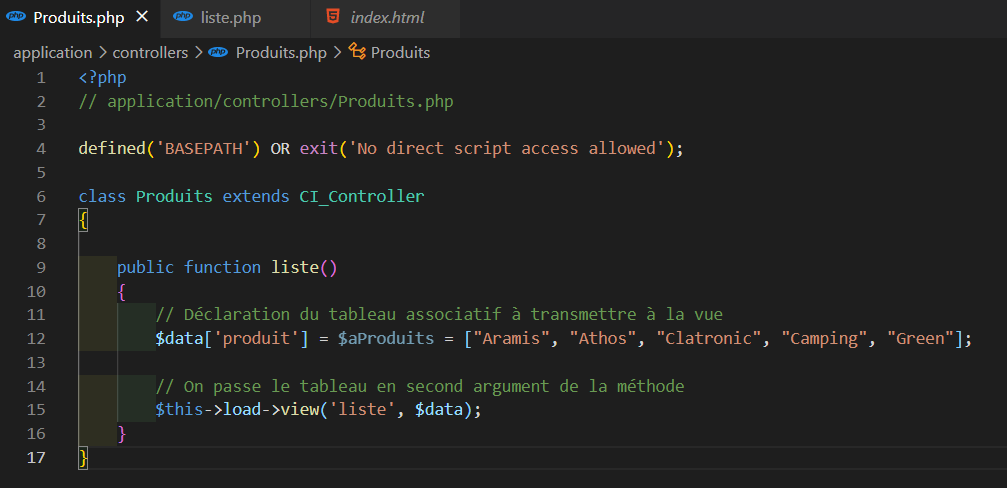 php Produits.php × php liste.php index.html
application > controllers > php Produits.php > Produits
1 <?php
2 // application/controllers/Produits.php
3
4 defined('BASEPATH') OR exit('No direct script access allowed');
5
6 class Produits extends CI_Controller
7 {
8
9 public function liste()
10 {
11 // Déclaration du tableau associatif à transmettre à la vue
12 $data['produit'] = $aProduits = ["Aramis", "Athos", "Clatronic", "Camping", "Green"];
13
14 // On passe le tableau en second argument de la méthode
15 $this->load->view('liste', $data);
16 }
17 }